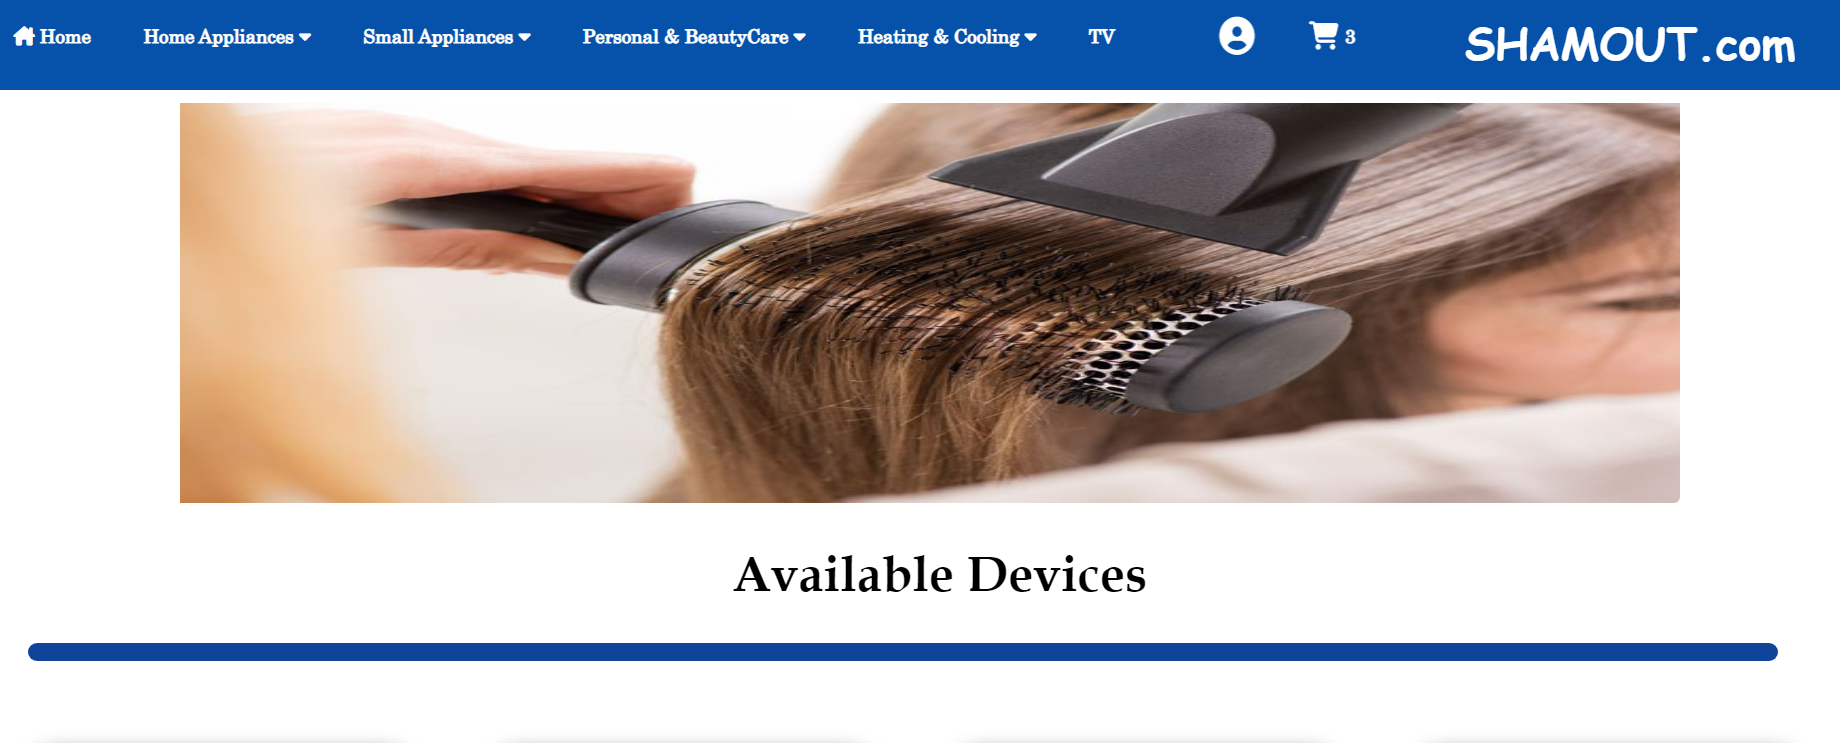 Home Home Appliances Small Appliances Personal & BeautyCare Heating & Cooling TV 3 SHAMOUT.com
Available Devices